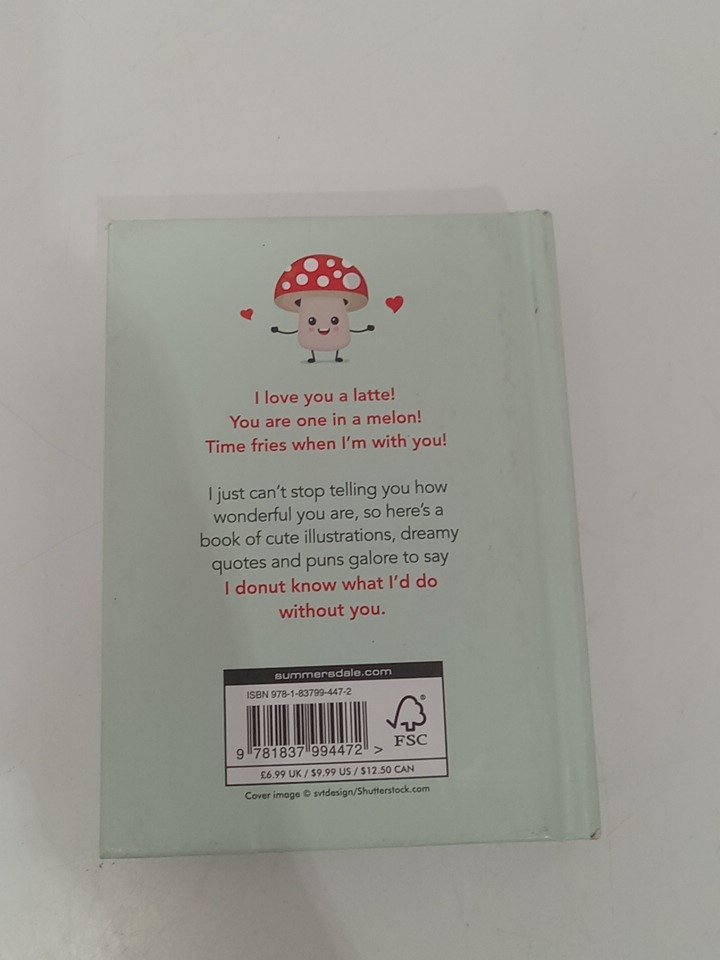 I love you a latte!
You are one in a melon!
Time fries when I'm with you!
I just can't stop telling you how
wonderful you are, so here's a
book of cute illustrations, dreamy
quotes and puns galore to say
I donut know what I'd do
without you.
summersdale.com
ISBN 978-1-83799-447-2
®
FSC
9 781837 994472 >
£6.99 UK / $9.99 US / $12.50 CAN
Cover image © svtdesign/Shutterstock.com